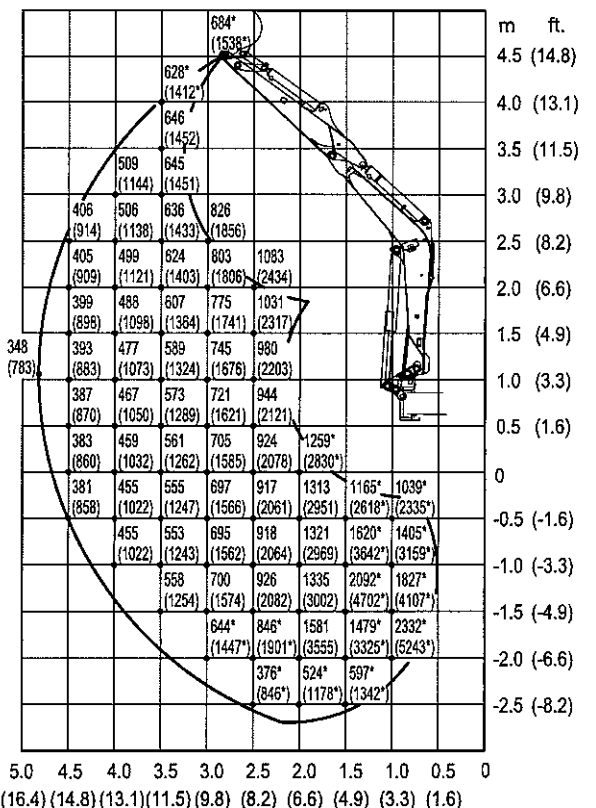 684* m ft.
(1538*)
4.5 (14.8)
628*
(1412*) 4.0 (13.1)
646
(1452)
3.5 (11.5)
509 645
(1144) (1451)
3.0 (9.8)
406 506 636 826
(914) (1138) (1433) (1856)
2.5 (8.2)
405 499 624 803 1083
(909) (1121) (1403) (1806) (2434)
2.0 (6.6)
399 488 607 775 1031
(898) (1098) (1364) (1741) (2317)
1.5 (4.9)
348 393 477 589 745 980
(783) (883) (1073) (1324) (1676) (2203)
1.0 (3.3)
387 467 573 721 944
(870) (1050) (1289) (1621) (2121)
0.5 (1.6)
383 459 561 705 924 1259*
(860) (1032) (1262) (1585) (2078) (2830*)
0
381 455 555 697 917 1313 1165* 1039*
(858) (1022) (1247) (1566) (2061) (2951) (2618*) (2335*)
-0.5 (-1.6)
455 553 695 918 1321 1620* 1405*
(1022) (1243) (1562) (2064) (2969) (3642*) (3159*)
-1.0 (-3.3)
558 700 926 1335 2092* 1827*
(1254) (1574) (2082) (3002) (4702*) (4107*)
-1.5 (-4.9)
644* 846* 1581 1479* 2332*
(1447*) (1901*) (3555) (3325*) (5243*)
-2.0 (-6.6)
376* 524* 597*
(846*) (1178*) (1342*)
-2.5 (-8.2)
5.0 4.5 4.0 3.5 3.0 2.5 2.0 1.5 1.0 0.5 0
(16.4) (14.8) (13.1) (11.5) (9.8) (8.2) (6.6) (4.9) (3.3) (1.6)